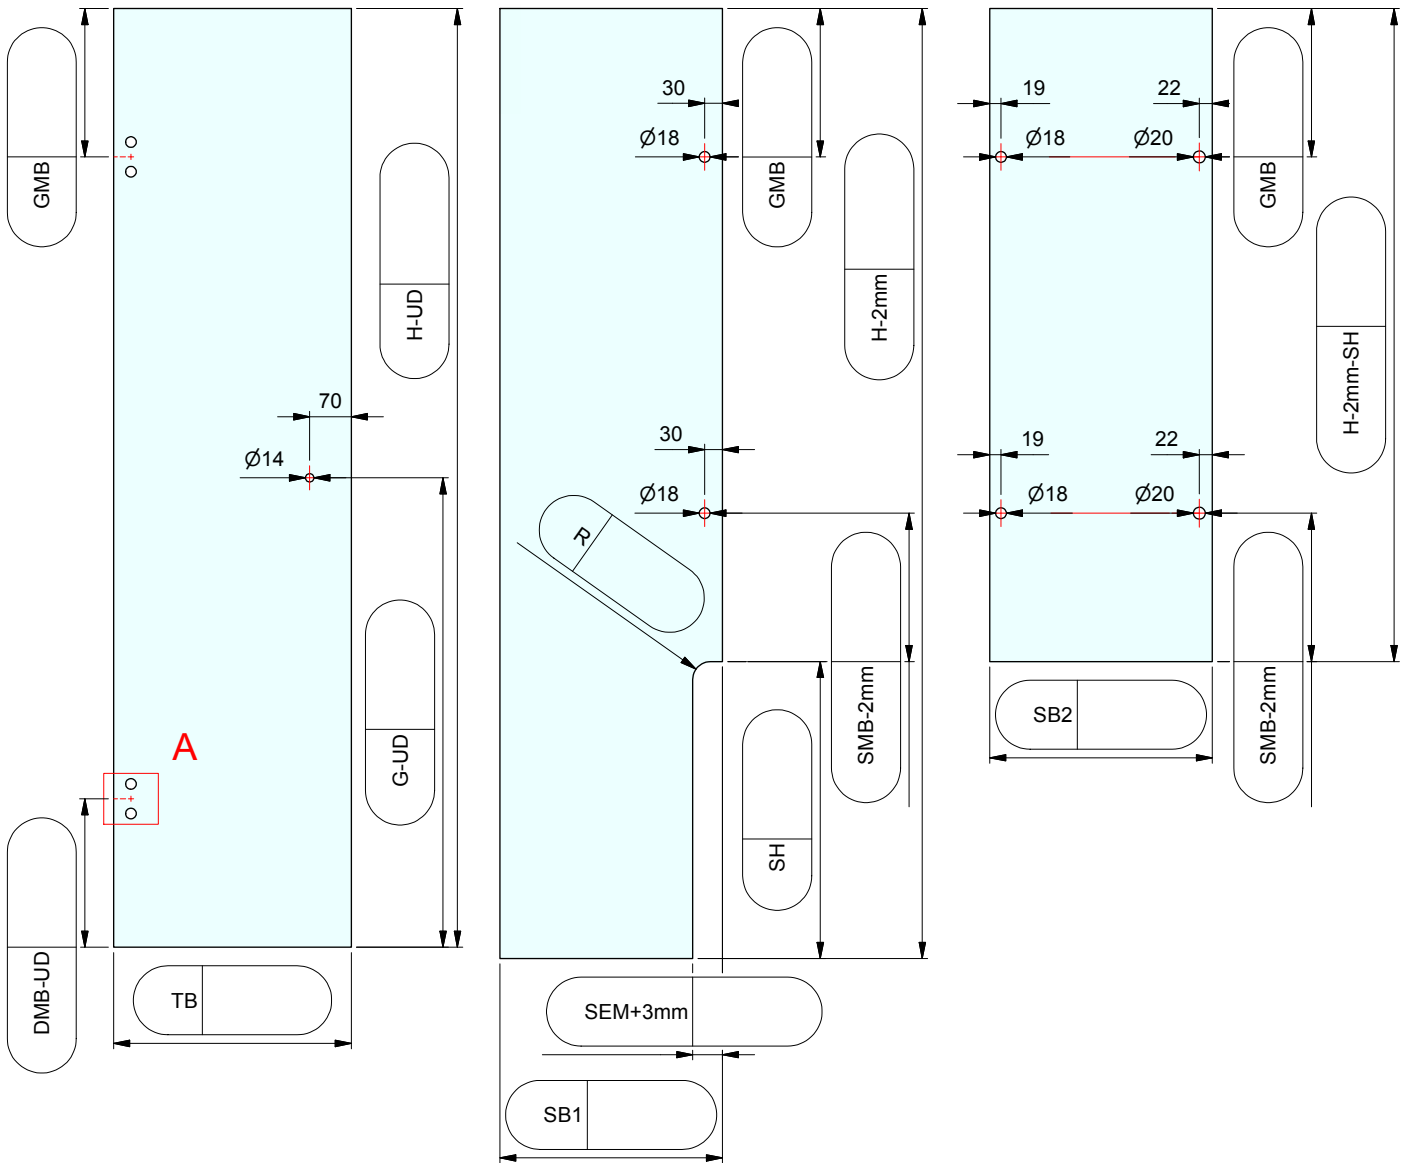 GMB
H-UD
70
Ø14
A
G-UD
DMB-UD
TB
30
Ø18
GMB
H-2mm
30
Ø18
R
SMB-2mm
SH
SEM+3mm
SB1
19
22
Ø18
Ø20
GMB
H-2mm-SH
19
22
Ø18
Ø20
SB2
SMB-2mm